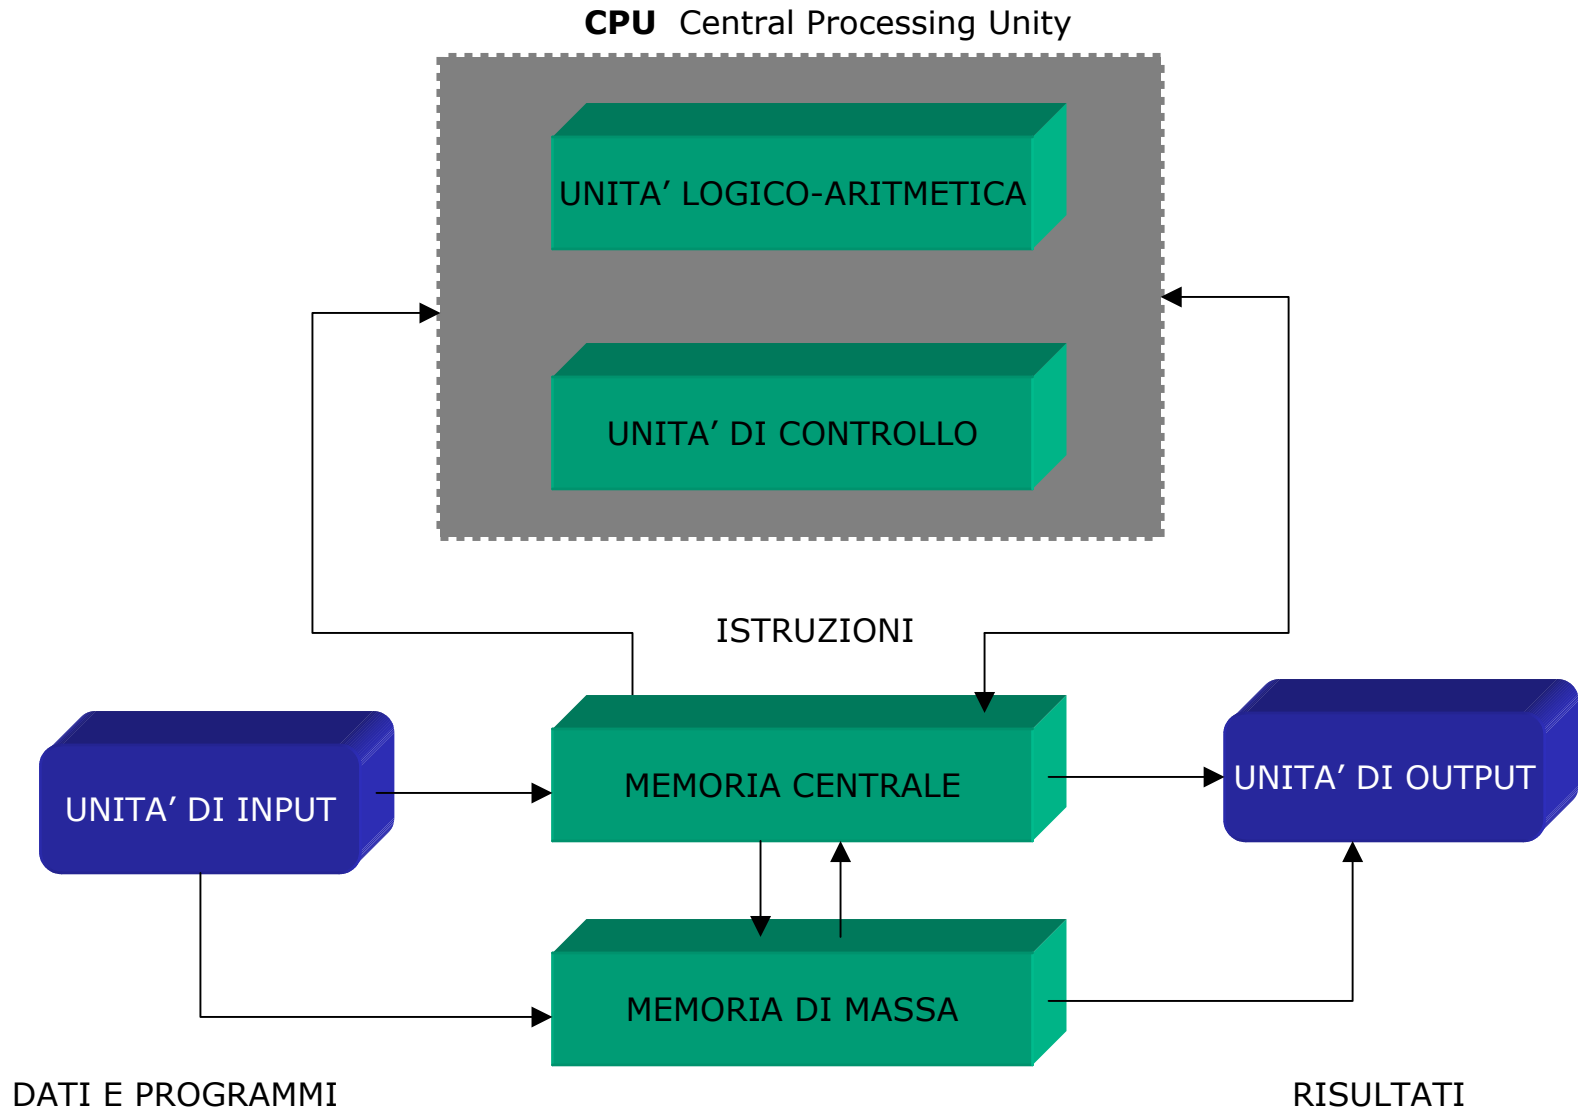 CPU Central Processing Unity
UNITA’ LOGICO-ARITMETICA
UNITA’ DI CONTROLLO
ISTRUZIONI
UNITA’ DI INPUT
MEMORIA CENTRALE
UNITA’ DI OUTPUT
MEMORIA DI MASSA
DATI E PROGRAMMI
RISULTATI